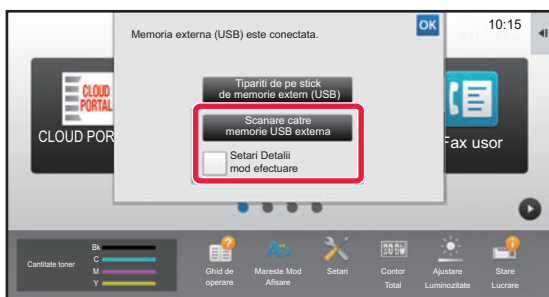 Memoria externa (USB) este conectata.
OK
10:15
Tipariti de pe stick
de memorie extern (USB)
CLOUD
PORTAL
Scanare catre
memorie USB externa
CLOUD POR
Fax usor
Setari Detalii
mod efectuare
Cantitate toner
Bk
C
M
Y
Ghid de
operare
Mareste Mod
Afisare
Setari
Contor
Total
Ajustare
Luminozitate
Stare
Lucrare